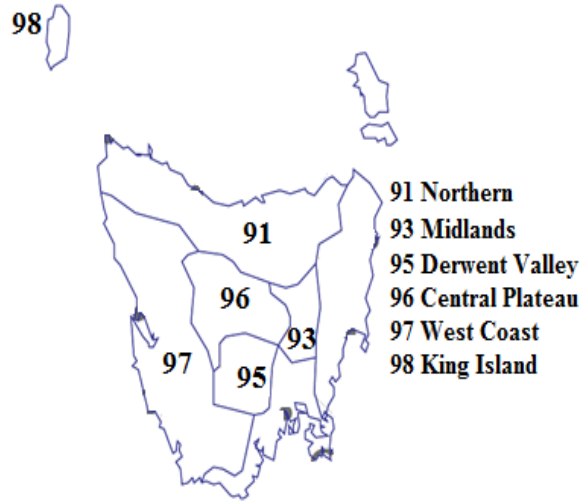 98
91
96
93
97
95
91 Northern
93 Midlands
95 Derwent Valley
96 Central Plateau
97 West Coast
98 King Island